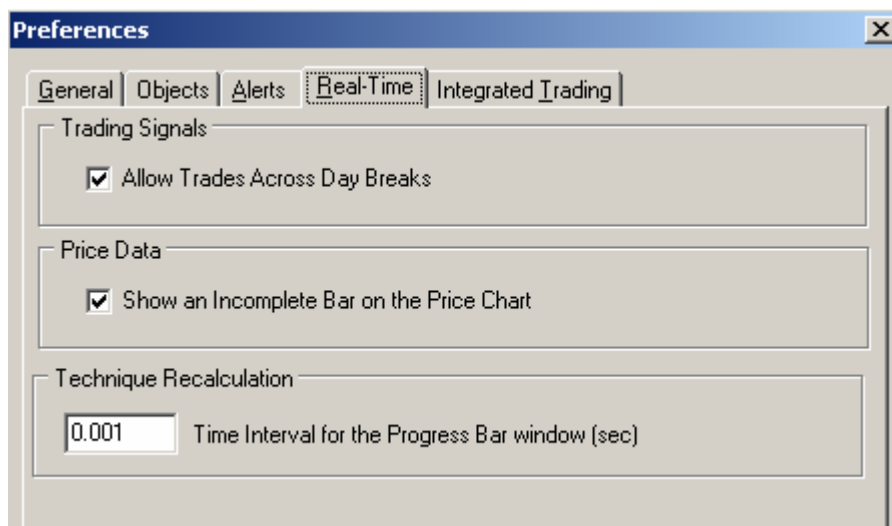 Preferences
General Objects Alerts Real-Time Integrated Trading
Trading Signals
Allow Trades Across Day Breaks
Price Data
Show an Incomplete Bar on the Price Chart
Technique Recalculation
0.001 Time Interval for the Progress Bar window (sec)